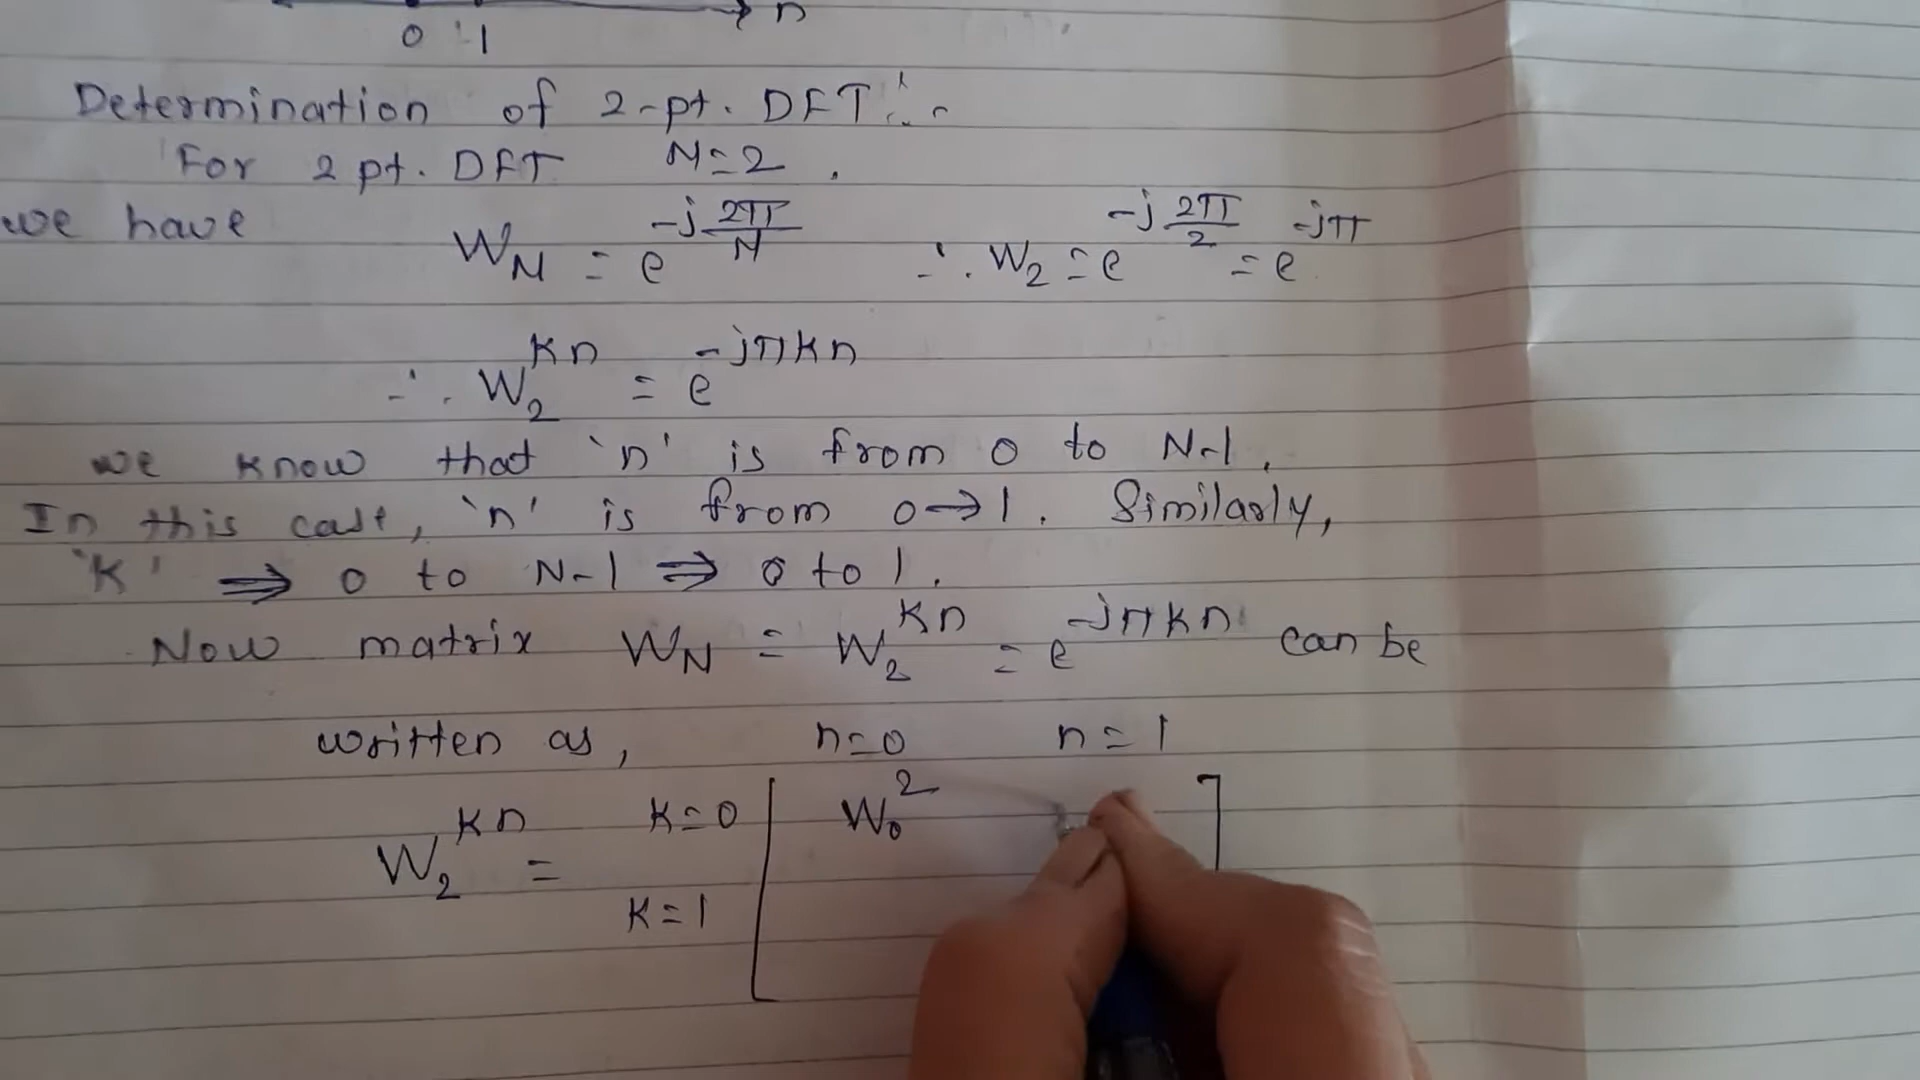 n
0 1
Determination of 2-pt. DFT:-
For 2 pt. DFT N=2,
we have W_N = e^{-j 2π/N} ∴ W_2 = e^{-j 2π/2} = e^{-jπ}
∴ W_2^{kn} = e^{-jπkn}
we know that 'n' is from 0 to N-1.
In this case, 'n' is from 0→1. Similarly,
'K' ⇒ 0 to N-1 ⇒ 0 to 1.
Now matrix W_N = W_2^{kn} = e^{-jπkn} can be
written as, n=0 n=1
W_2^{kn} = K=0 [ W_0^2 ]
K=1